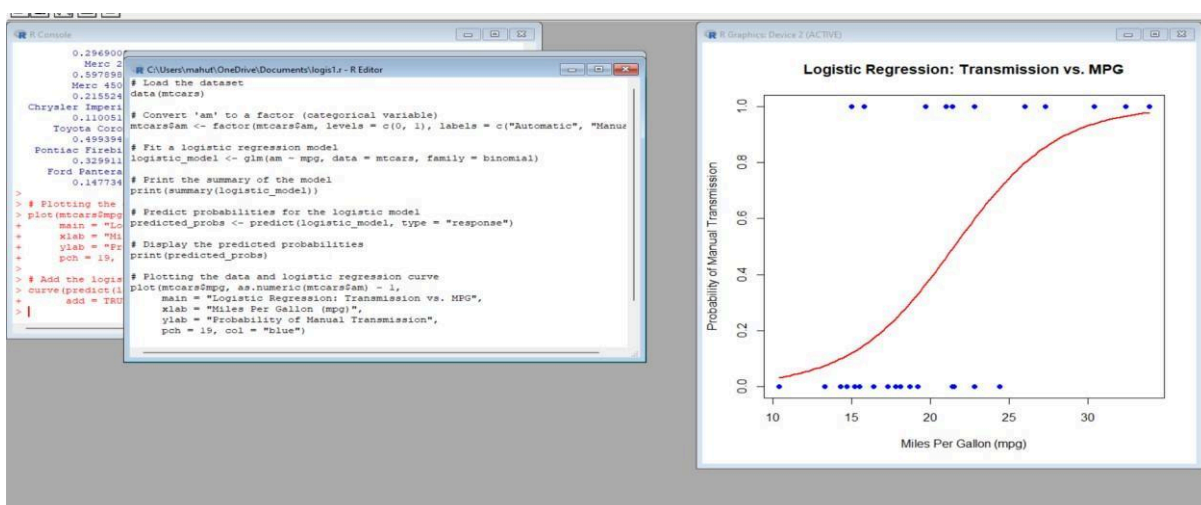 R Console
0.296900
Merc 2
0.597898
Merc 450
0.215524
Chrysler Imperi
0.110051
Toyota Coro
0.499394
Pontiac Firebi
0.329911
Ford Pantera
0.147734
>
> # Plotting the
> plot(mtcars$mpg
+ main = "Lo
+ xlab = "Mi
+ ylab = "Pr
+ pch = 19,
>
> # Add the logis
> curve(predict(l
+ add = TRU
>
C:\Users\mahut\OneDrive\Documents\logis1.r - R Editor
# Load the dataset
data(mtcars)
# Convert 'am' to a factor (categorical variable)
mtcars$am <- factor(mtcars$am, levels = c(0, 1), labels = c("Automatic", "Manua
# Fit a logistic regression model
logistic_model <- glm(am ~ mpg, data = mtcars, family = binomial)
# Print the summary of the model
print(summary(logistic_model))
# Predict probabilities for the logistic model
predicted_probs <- predict(logistic_model, type = "response")
# Display the predicted probabilities
print(predicted_probs)
# Plotting the data and logistic regression curve
plot(mtcars$mpg, as.numeric(mtcars$am) - 1,
main = "Logistic Regression: Transmission vs. MPG",
xlab = "Miles Per Gallon (mpg)",
ylab = "Probability of Manual Transmission",
pch = 19, col = "blue")
R Graphics: Device 2 (ACTIVE)
Logistic Regression: Transmission vs. MPG
Probability of Manual Transmission
1.0
0.8
0.6
0.4
0.2
0.0
10 15 20 25 30
Miles Per Gallon (mpg)